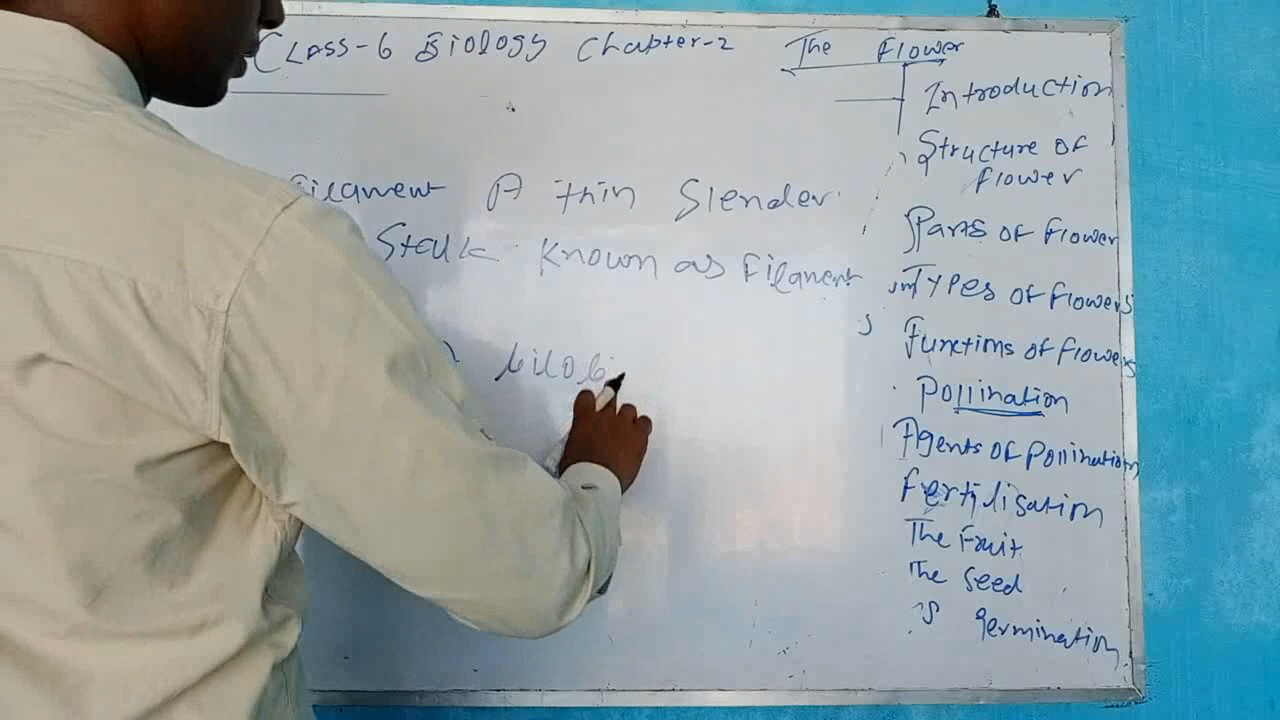 CLASS-6 Biology Chapter-2 The Flower
Filament A thin Slender
Stalk Known as Filament
bilob
Introduction
Structure of
flower
Parts of flower
Types of flowers
Functions of flowers
Pollination
Agents of pollination
Fertilisation
The Fruit
The seed
Germination